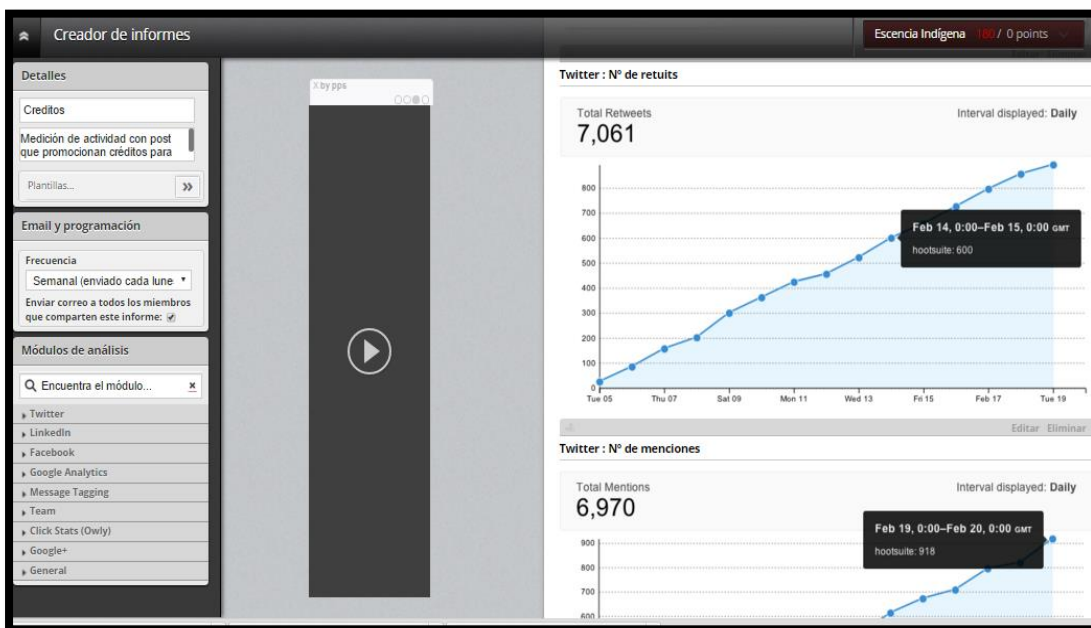 Creador de informes
Escencia Indígena 180 / 0 points
Detalles
Creditos
Medición de actividad con post
que promocionan créditos para
Plantillas...
Email y programación
Frecuencia
Semanal (enviado cada lune
Enviar correo a todos los miembros
que comparten este informe:
Módulos de análisis
Encuentra el módulo... x
Twitter
LinkedIn
Facebook
Google Analytics
Message Tagging
Team
Click Stats (Owly)
Google+
General
X by pps
Twitter : Nº de retuits
Total Retweets
7,061
Interval displayed: Daily
800
700
600
500
400
300
200
100
0
Feb 14, 0:00–Feb 15, 0:00 GMT
hootsuite: 600
Tue 05 Thu 07 Sat 09 Mon 11 Wed 13 Fri 15 Feb 17 Tue 19
Editar Eliminar
Twitter : Nº de menciones
Total Mentions
6,970
Interval displayed: Daily
Feb 19, 0:00–Feb 20, 0:00 GMT
hootsuite: 918
900
800
700
600